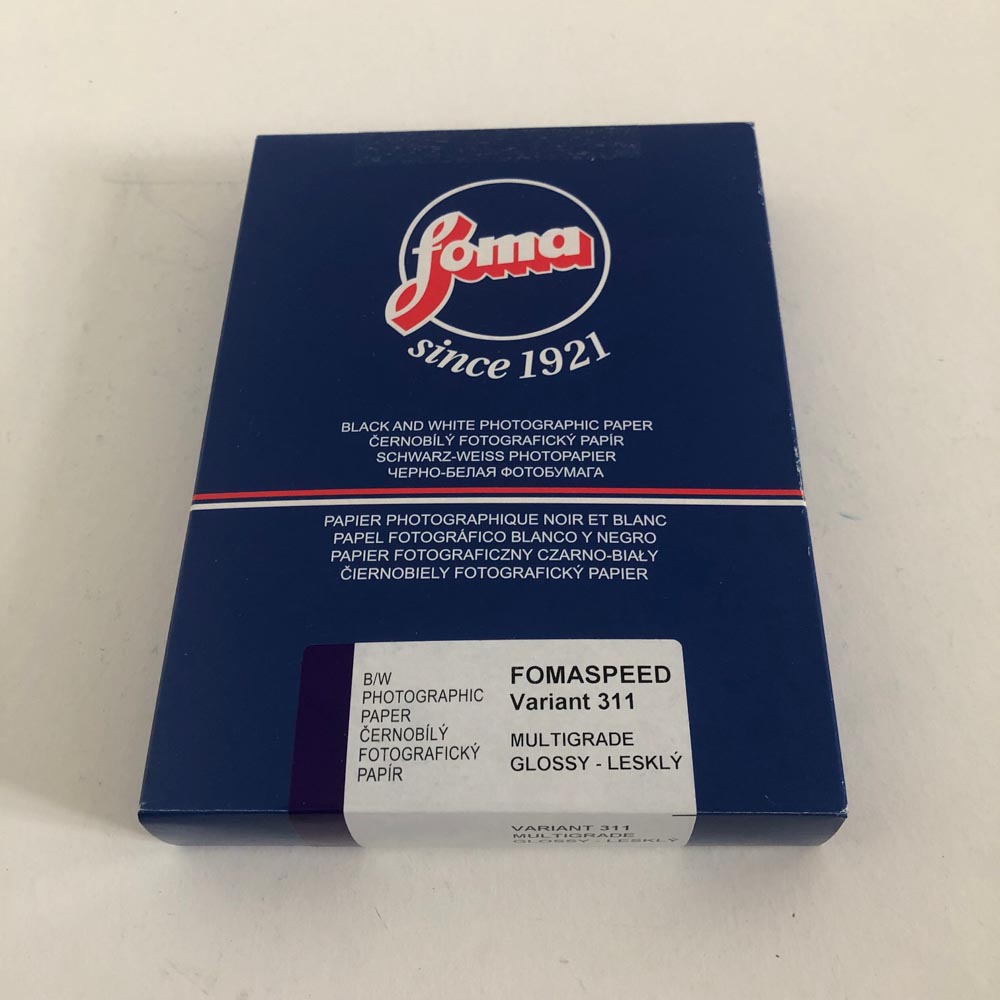 foma
since 1921
BLACK AND WHITE PHOTOGRAPHIC PAPER
ČERNOBÍLÝ FOTOGRAFICKÝ PAPÍR
SCHWARZ-WEISS PHOTOPAPIER
ЧЕРНО-БЕЛАЯ ФОТОБУМАГА
PAPIER PHOTOGRAPHIQUE NOIR ET BLANC
PAPEL FOTOGRÁFICO BLANCO Y NEGRO
PAPIER FOTOGRAFICZNY CZARNO-BIAŁY
ČIERNOBIELY FOTOGRAFICKÝ PAPIER
B/W
PHOTOGRAPHIC
PAPER
ČERNOBÍLÝ
FOTOGRAFICKÝ
PAPÍR
FOMASPEED
Variant 311
MULTIGRADE
GLOSSY - LESKLÝ
VARIANT 311
MULTIGRADE
GLOSSY - LESKLÝ